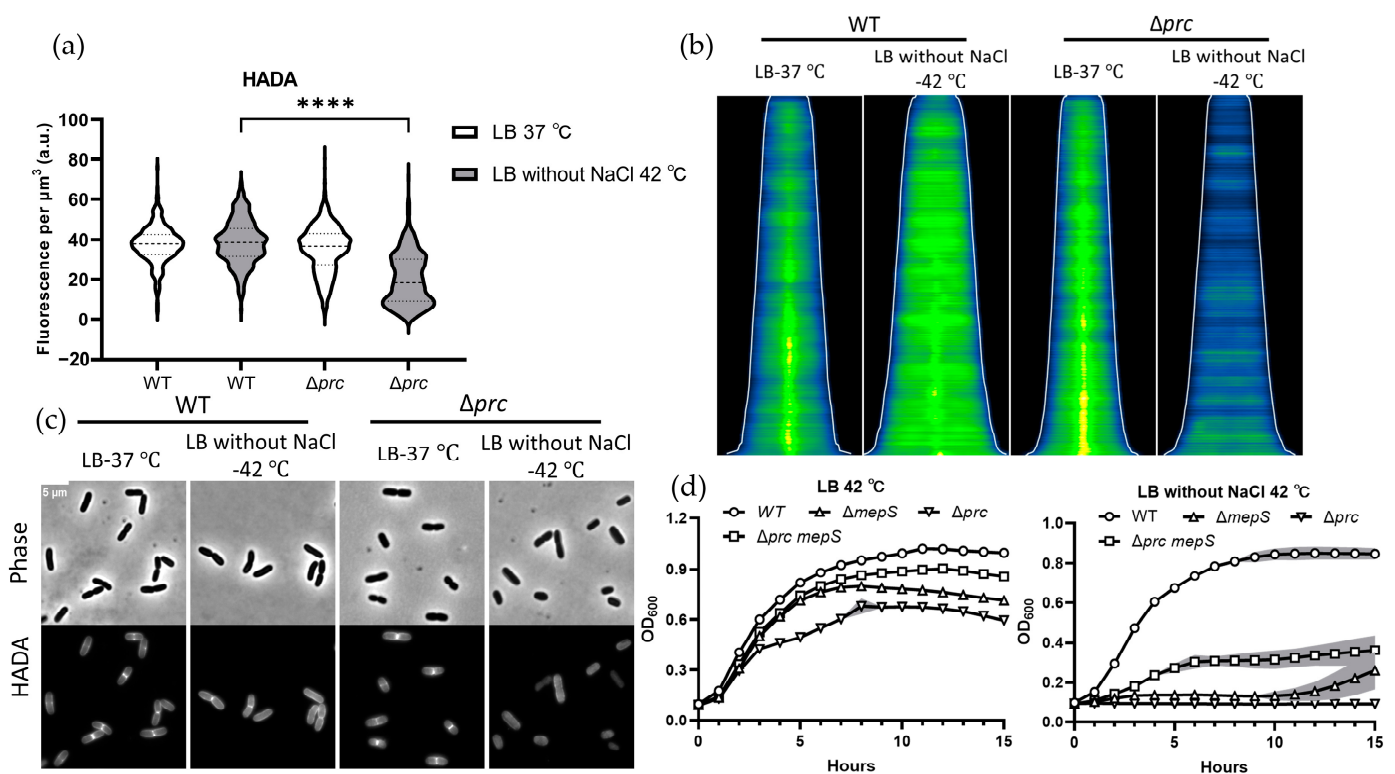 (a)
HADA
****
Fluorescence per µm³ (a.u.)
100
80
60
40
20
0
−20
WT
WT
Δprc
Δprc
LB 37 °C
LB without NaCl 42 °C
(b)
WT
Δprc
LB-37 °C
LB without NaCl
-42 °C
LB-37 °C
LB without NaCl
-42 °C
(c)
WT
Δprc
LB-37 °C
LB without NaCl
-42 °C
LB-37 °C
LB without NaCl
-42 °C
5 µm
Phase
HADA
(d)
LB 42 °C
WT
ΔmepS
Δprc
Δprc mepS
OD600
1.2
0.9
0.6
0.3
0.0
0
5
10
15
Hours
LB without NaCl 42 °C
WT
ΔmepS
Δprc
Δprc mepS
OD600
1.0
0.8
0.6
0.4
0.2
0.0
0
5
10
15
Hours